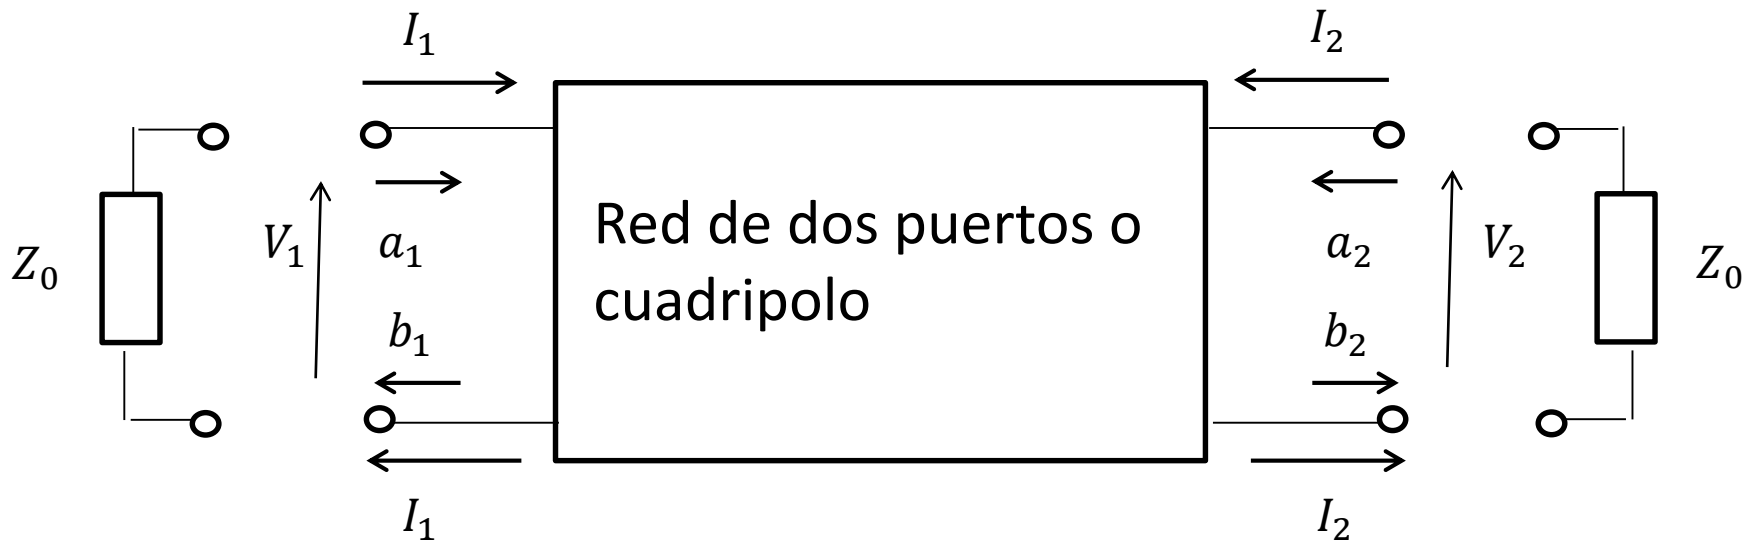 I₁
I₂
Z₀
V₁
a₁
b₁
Red de dos puertos o
cuadripolo
a₂
b₂
V₂
Z₀
I₁
I₂